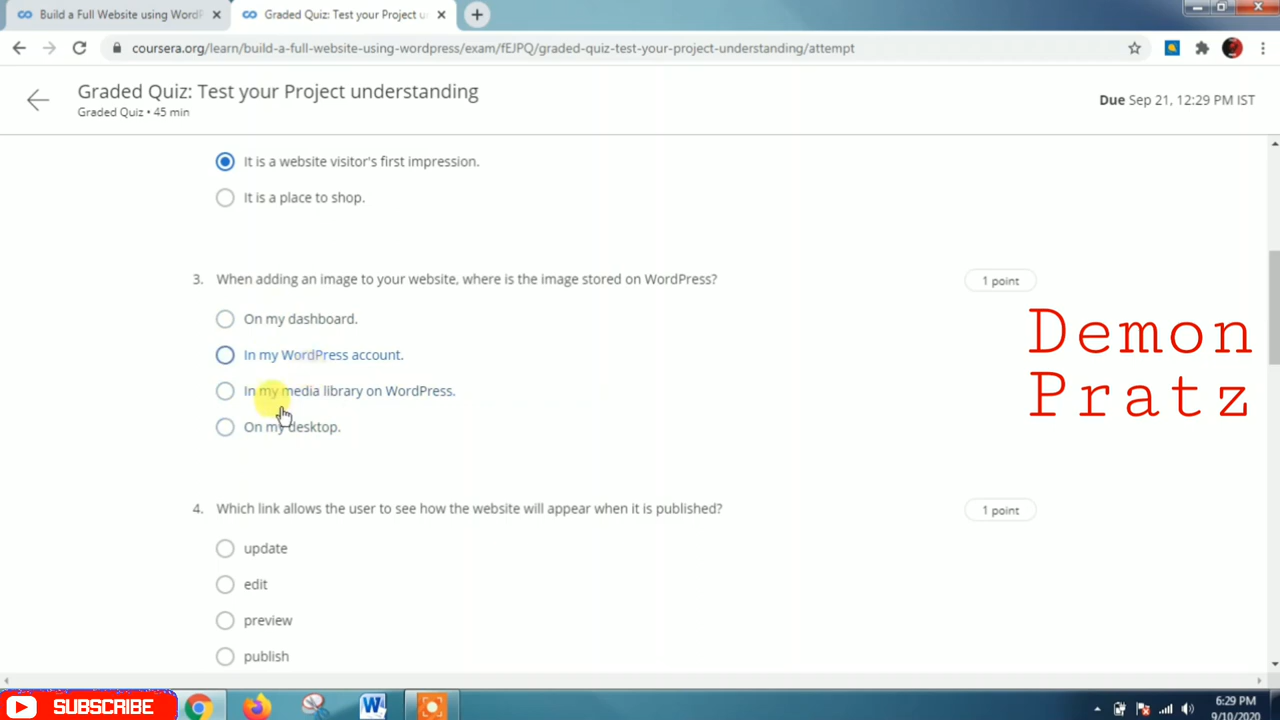 Build a Full Website using WordP
Graded Quiz: Test your Project u
coursera.org/learn/build-a-full-website-using-wordpress/exam/fEJPQ/graded-quiz-test-your-project-understanding/attempt
Graded Quiz: Test your Project understanding
Graded Quiz • 45 min
Due Sep 21, 12:29 PM IST
It is a website visitor's first impression.
It is a place to shop.
3. When adding an image to your website, where is the image stored on WordPress?
1 point
On my dashboard.
In my WordPress account.
In my media library on WordPress.
On my desktop.
Demon
Pratz
4. Which link allows the user to see how the website will appear when it is published?
1 point
update
edit
preview
publish
SUBSCRIBE
6:29 PM
9/10/2020